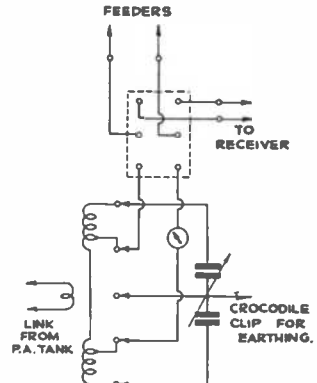 FEEDERS
TO
RECEIVER
CROCODILE
CLIP FOR
EARTHING.
LINK
FROM
P.A. TANK